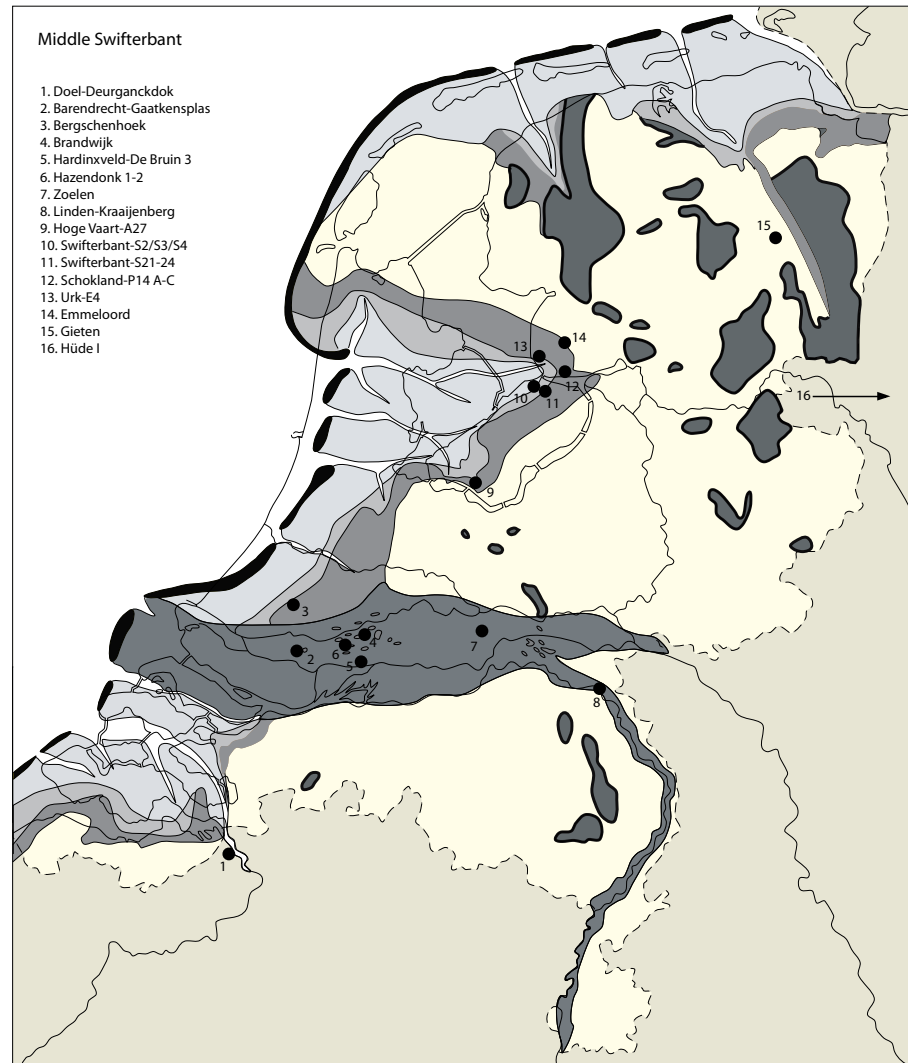 Middle Swifterbant
1. Doel-Deurganckdok
2. Barendrecht-Gaatkensplas
3. Bergschenhoek
4. Brandwijk
5. Hardinxveld-De Bruin 3
6. Hazendonk 1-2
7. Zoelen
8. Linden-Kraaijenberg
9. Hoge Vaart-A27
10. Swifterbant-S2/S3/S4
11. Swifterbant-S21-24
12. Schokland-P14 A-C
13. Urk-E4
14. Emmeloord
15. Gieten
16. Hüde I
15
14
13
12
16
10
11
9
3
4
7
6
2
5
8
1